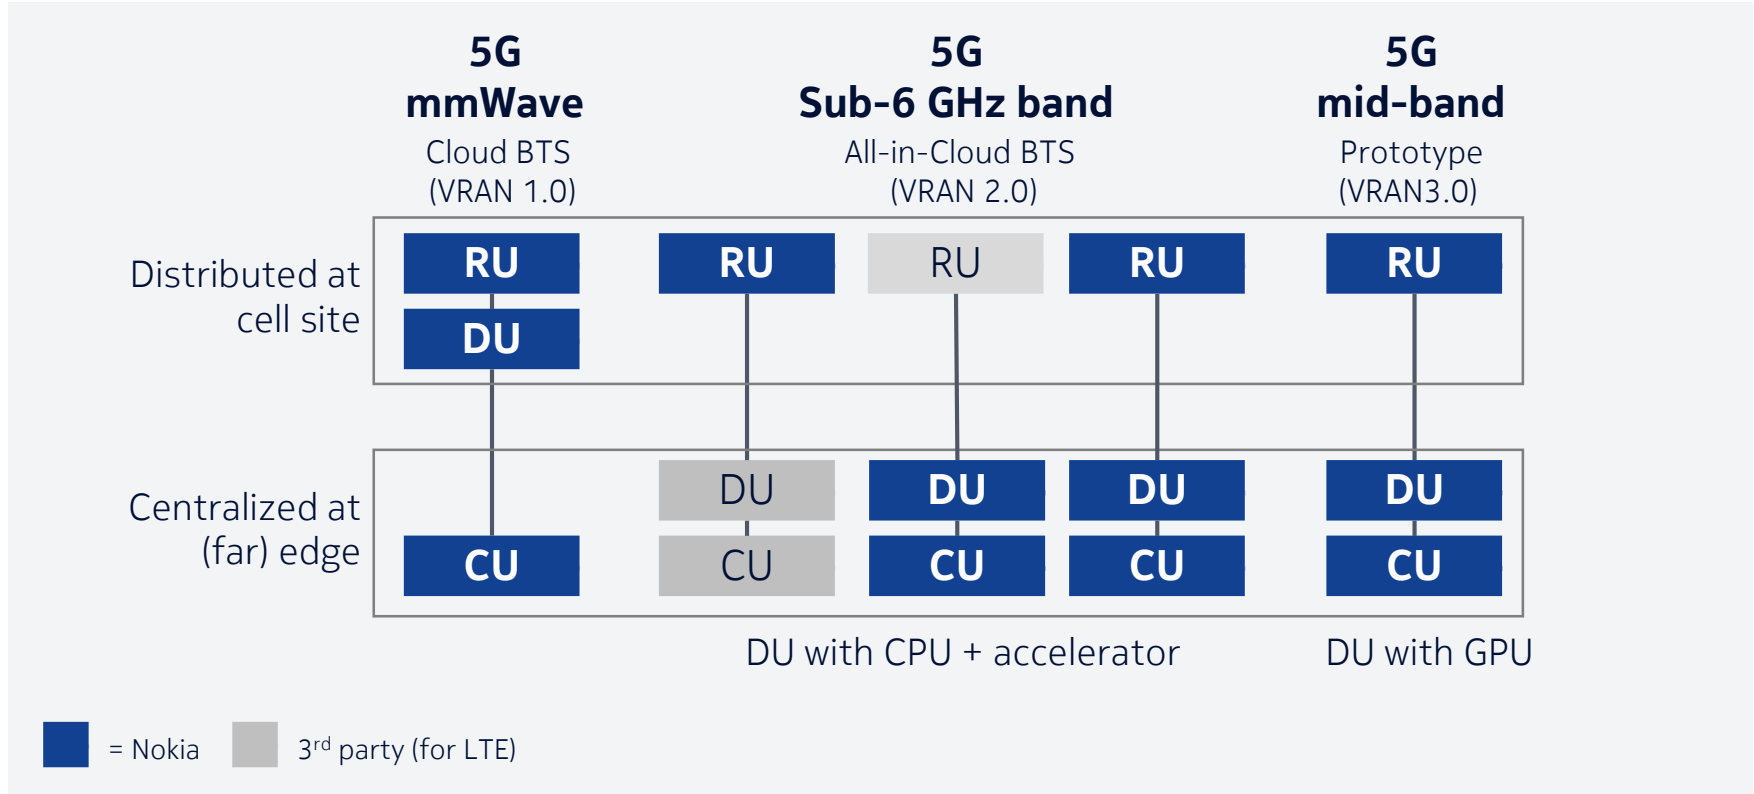 5G
mmWave
Cloud BTS
(VRAN 1.0)
5G
Sub-6 GHz band
All-in-Cloud BTS
(VRAN 2.0)
5G
mid-band
Prototype
(VRAN3.0)
Distributed at
cell site
RU
RU
RU
RU
RU
DU
Centralized at
(far) edge
DU
DU
DU
DU
CU
CU
CU
CU
CU
DU with CPU + accelerator
DU with GPU
= Nokia
3rd party (for LTE)